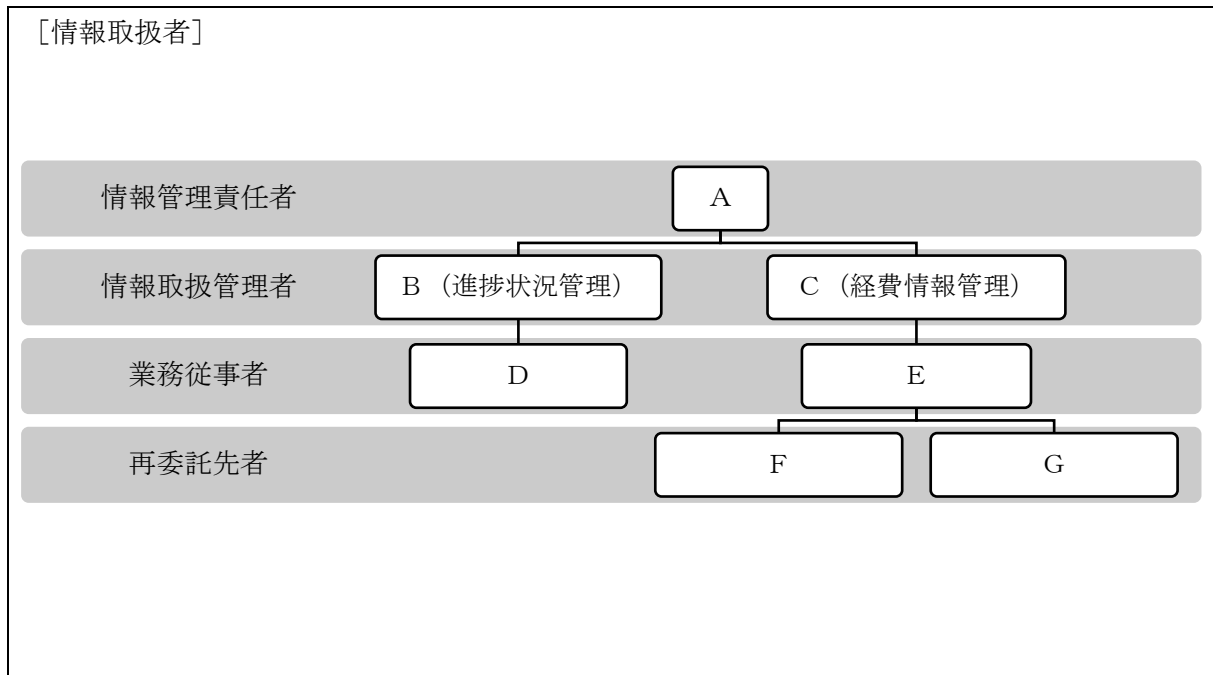 ［情報取扱者］
情報管理責任者
A
情報取扱管理者
B （進捗状況管理）
C （経費情報管理）
業務従事者
D
E
再委託先者
F
G